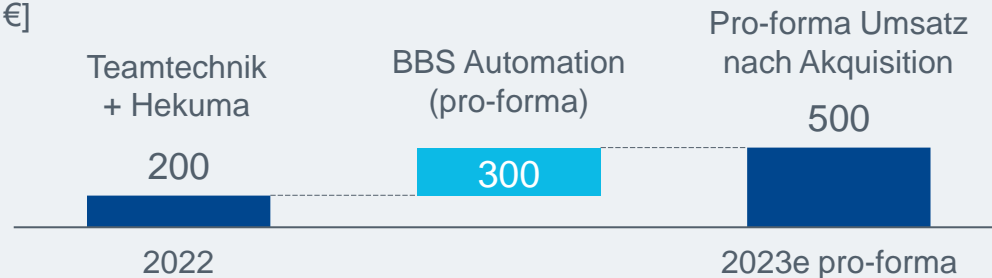 €]
Teamtechnik
+ Hekuma
200
2022
BBS Automation
(pro-forma)
300
Pro-forma Umsatz
nach Akquisition
500
2023e pro-forma